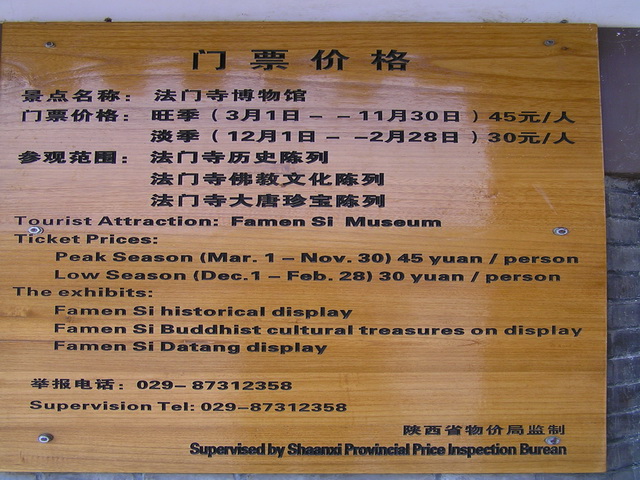 门票价格
景点名称：法门寺博物馆
门票价格：旺季（3月1日－－11月30日）45元/人
淡季（12月1日－－2月28日）30元/人
参观范围：法门寺历史陈列
法门寺佛教文化陈列
法门寺大唐珍宝陈列
Tourist Attraction: Famen Si Museum
Ticket Prices:
Peak Season (Mar. 1 – Nov. 30) 45 yuan / person
Low Season (Dec.1 – Feb. 28) 30 yuan / person
The exhibits:
Famen Si historical display
Famen Si Buddhist cultural treasures on display
Famen Si Datang display
举报电话：029－87312358
Supervision Tel: 029-87312358
陕西省物价局监制
Supervised by Shaanxi Provincial Price Inspection Burean